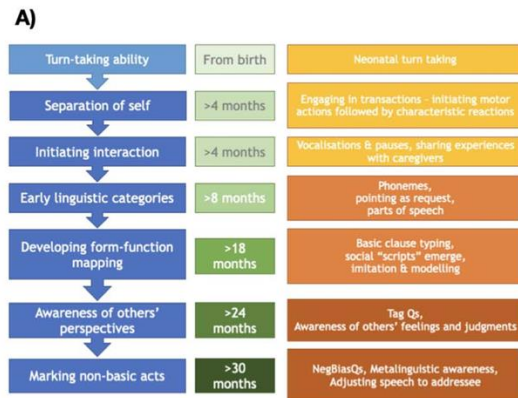 A)
Turn-taking ability
From birth
Neonatal turn taking
Separation of self
>4 months
Engaging in transactions – initiating motor
actions followed by characteristic reactions
Initiating interaction
>4 months
Vocalisations & pauses, sharing experiences
with caregivers
Early linguistic categories
>8 months
Phonemes,
pointing as request,
parts of speech
Developing form-function
mapping
>18
months
Basic clause typing,
social “scripts” emerge,
imitation & modelling
Awareness of others’
perspectives
>24
months
Tag Qs,
Awareness of others’ feelings and judgments
Marking non-basic acts
>30
months
NegBiasQs, Metalinguistic awareness,
Adjusting speech to addressee